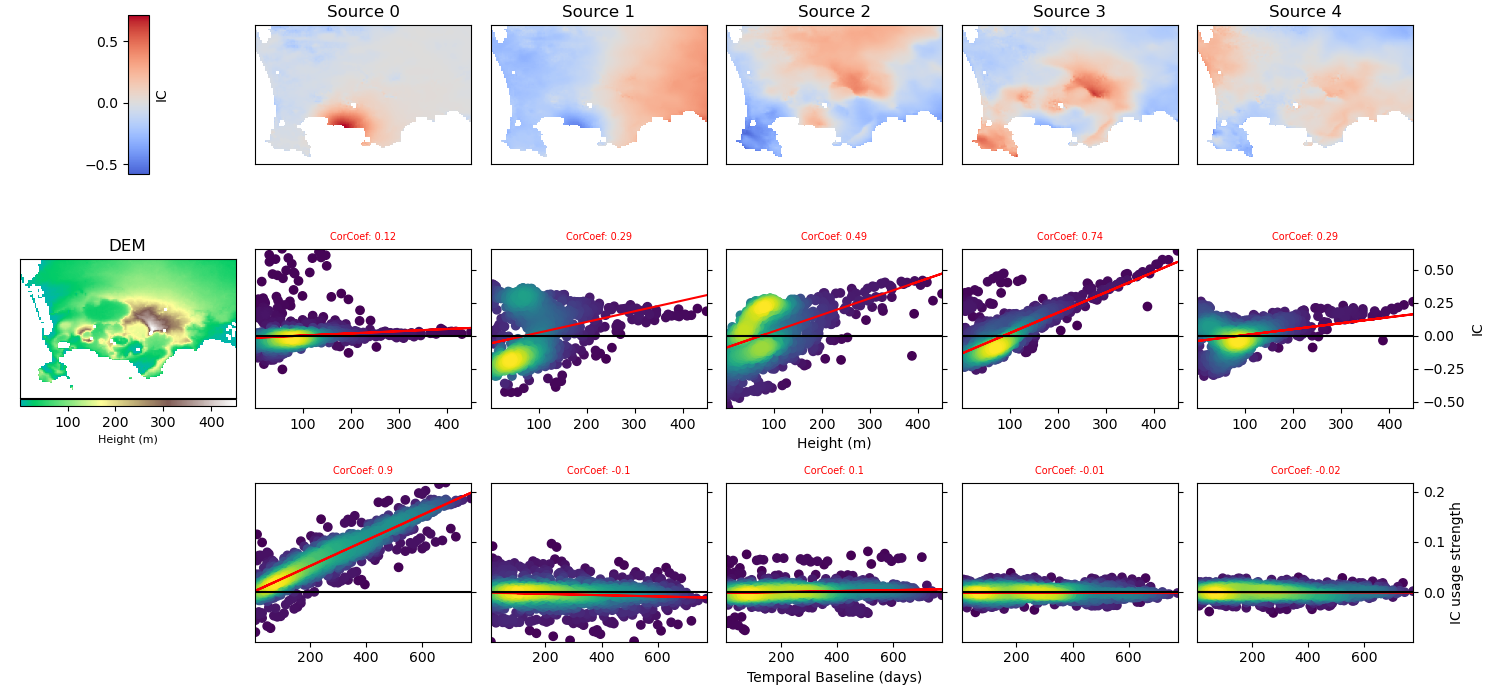 Source 0
Source 1
Source 2
Source 3
Source 4
0.5
0.0
−0.5
IC
DEM
100
200
300
400
Height (m)
CorCoef: 0.12
CorCoef: 0.29
CorCoef: 0.49
CorCoef: 0.74
CorCoef: 0.29
0.50
0.25
0.00
−0.25
−0.50
IC
100
200
300
400
100
200
300
400
100
200
300
400
100
200
300
400
100
200
300
400
Height (m)
CorCoef: 0.9
CorCoef: -0.1
CorCoef: 0.1
CorCoef: -0.01
CorCoef: -0.02
0.2
0.1
0.0
IC usage strength
200
400
600
200
400
600
200
400
600
200
400
600
200
400
600
Temporal Baseline (days)